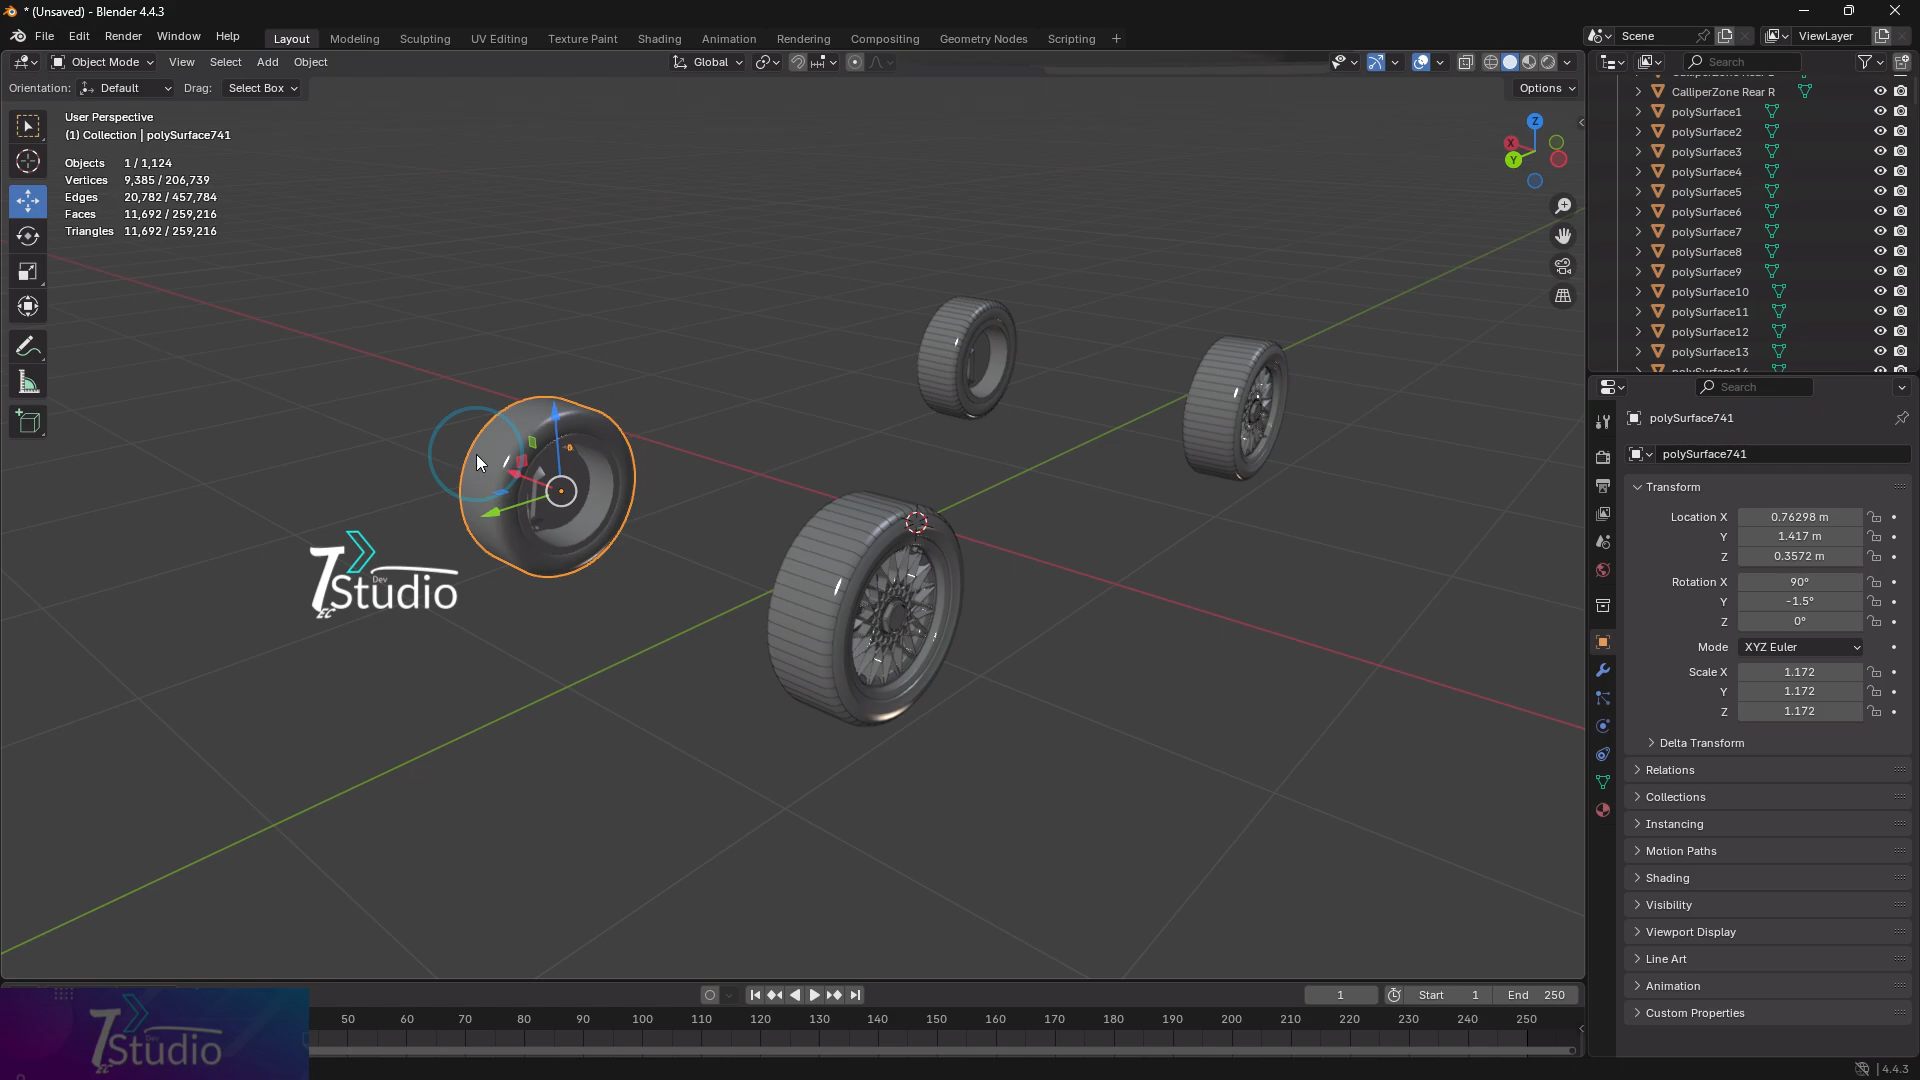 * (Unsaved) - Blender 4.4.3
File Edit Render Window Help
Layout Modeling Sculpting UV Editing Texture Paint Shading Animation Rendering Compositing Geometry Nodes Scripting +
Scene ViewLayer
Object Mode View Select Add Object
Global
Search
Orientation: Default Drag: Select Box
Options
User Perspective
(1) Collection | polySurface741
Objects 1 / 1,124
Vertices 9,385 / 206,739
Edges 20,782 / 457,784
Faces 11,692 / 259,216
Triangles 11,692 / 259,216
Z
X
Y
CalliperZone Rear R
polySurface1
polySurface2
polySurface3
polySurface4
polySurface5
polySurface6
polySurface7
polySurface8
polySurface9
polySurface10
polySurface11
polySurface12
polySurface13
Search
polySurface741
polySurface741
Transform
Location X 0.76298 m
Y 1.417 m
Z 0.3572 m
Rotation X 90°
Y -1.5°
Z 0°
Mode XYZ Euler
Scale X 1.172
Y 1.172
Z 1.172
Delta Transform
Relations
Collections
Instancing
Motion Paths
Shading
Visibility
Viewport Display
Line Art
Animation
Custom Properties
Dev
Studio
EC
1 Start 1 End 250
50 60 70 80 90 100 110 120 130 140 150 160 170 180 190 200 210 220 230 240 250
Dev
Studio
4.4.3